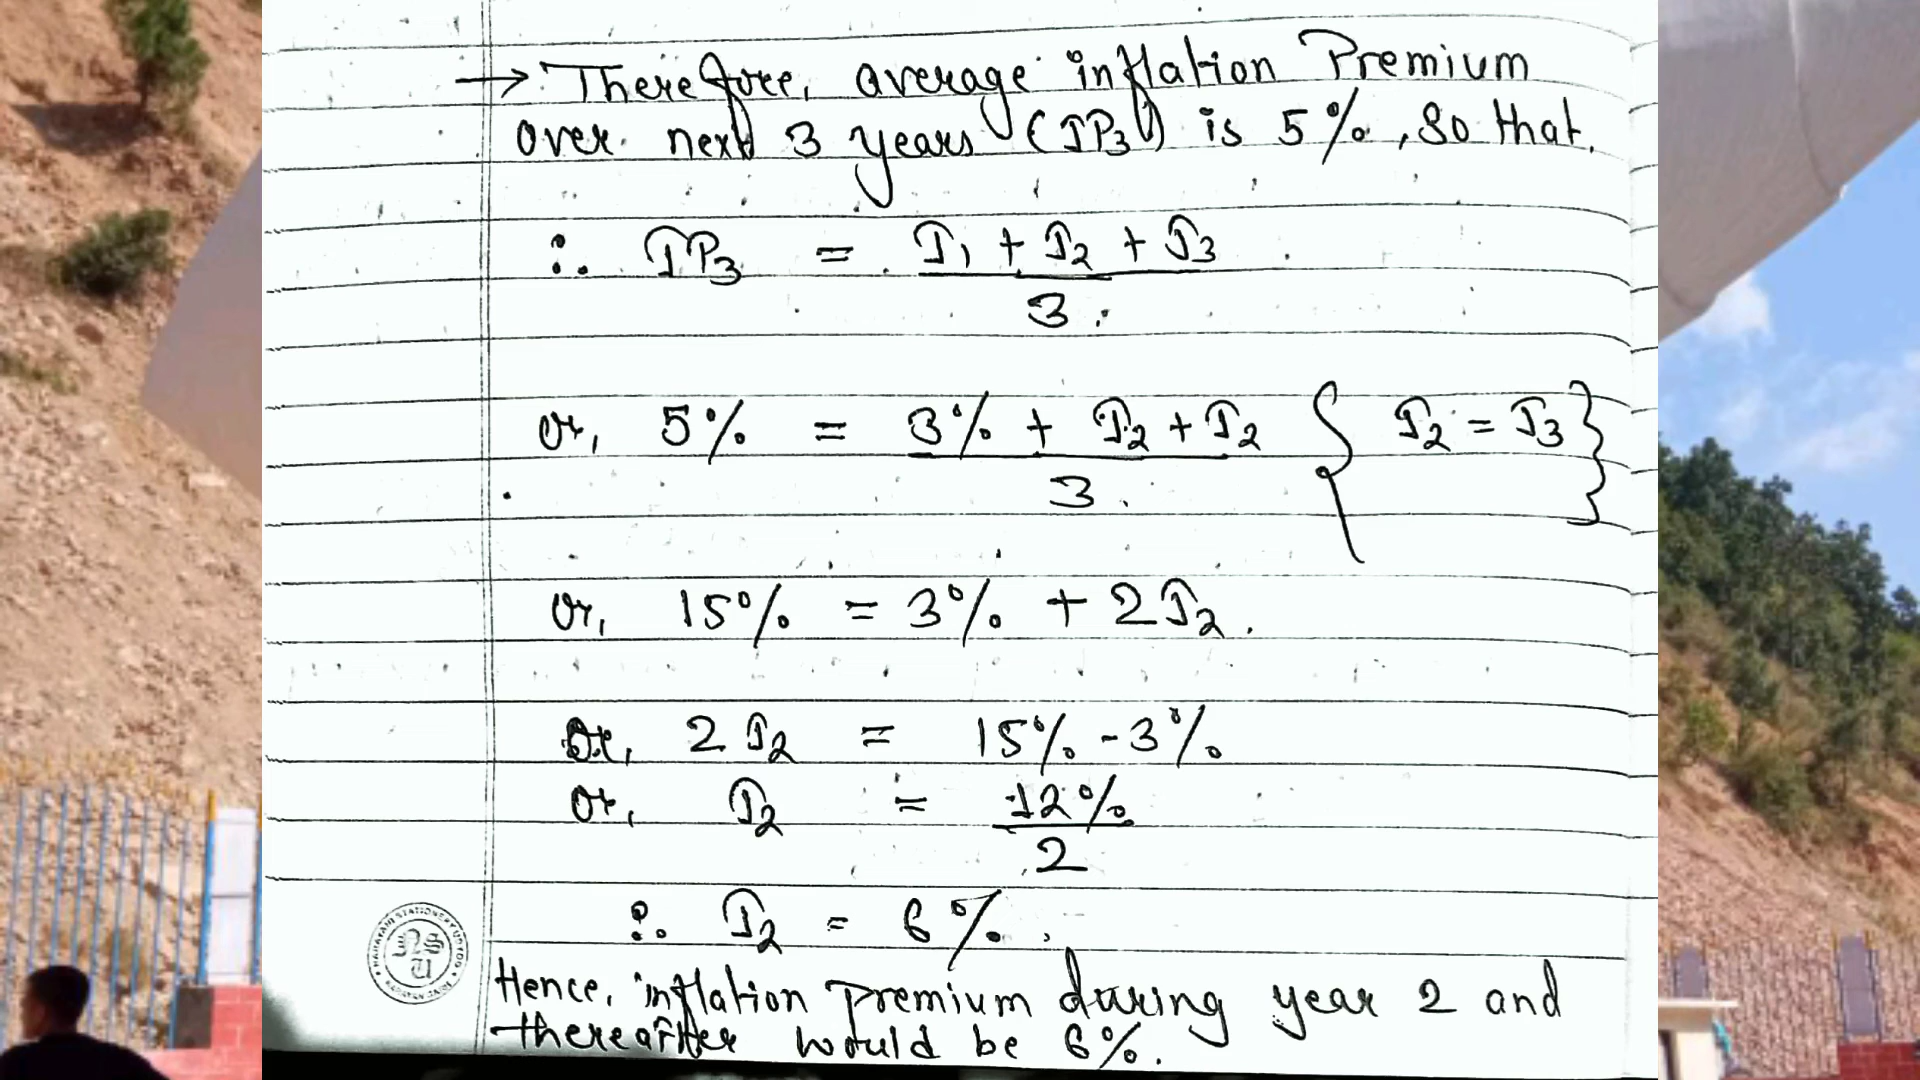 → Therefore, average inflation Premium
over next 3 years (IP3) is 5%, so that.
∴ IP3 = I1 + I2 + I3
3.
or, 5% = 3% + I2 + I2 { I2 = I3 }
3.
or, 15% = 3% + 2I2.
or, 2I2 = 15% - 3%
or, I2 = 12%
2
∴ I2 = 6%.
Hence, inflation premium during year 2 and
thereafter would be 6%.